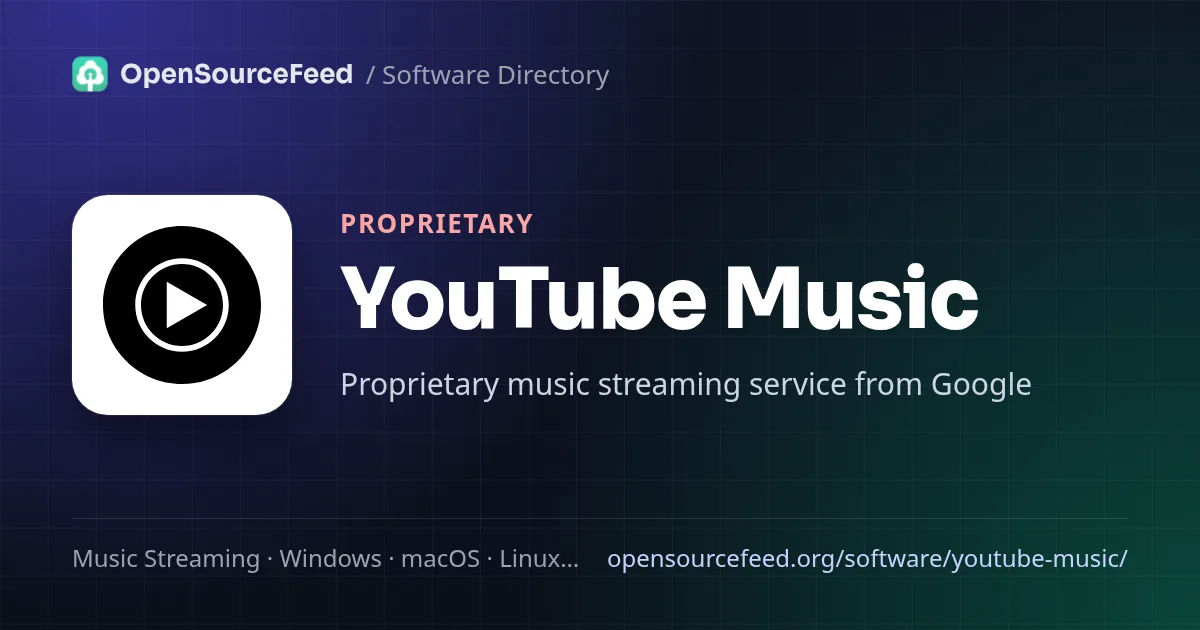 OpenSourceFeed / Software Directory
PROPRIETARY
YouTube Music
Proprietary music streaming service from Google
Music Streaming · Windows · macOS · Linux... opensourcefeed.org/software/youtube-music/